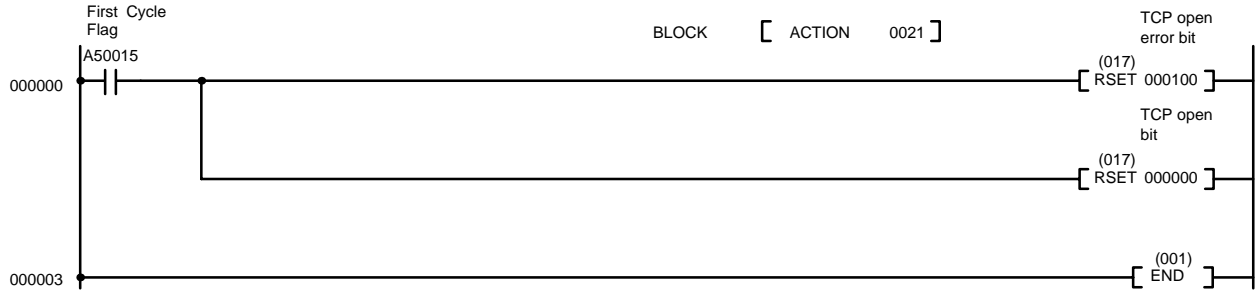 First Cycle
Flag
BLOCK [ ACTION 0021 ]
TCP open
error bit
A50015
000000
(017)
[ RSET 000100 ]
TCP open
bit
(017)
[ RSET 000000 ]
000003
(001)
[ END ]